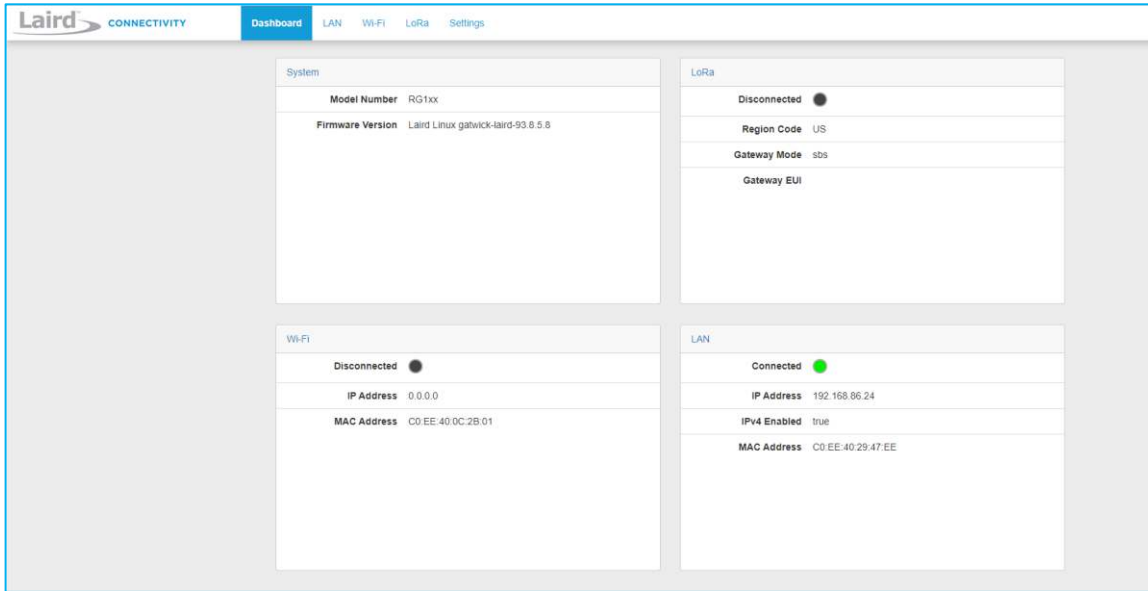 Laird™ CONNECTIVITY
Dashboard LAN Wi-Fi LoRa Settings
System
Model Number RG1xx
Firmware Version Laird Linux gatwick-laird-93.8.5.8
LoRa
Disconnected
Region Code US
Gateway Mode sbs
Gateway EUI
Wi-Fi
Disconnected
IP Address 0.0.0.0
MAC Address C0:EE:40:0C:2B:01
LAN
Connected
IP Address 192.168.86.24
IPv4 Enabled true
MAC Address C0:EE:40:29:47:EE